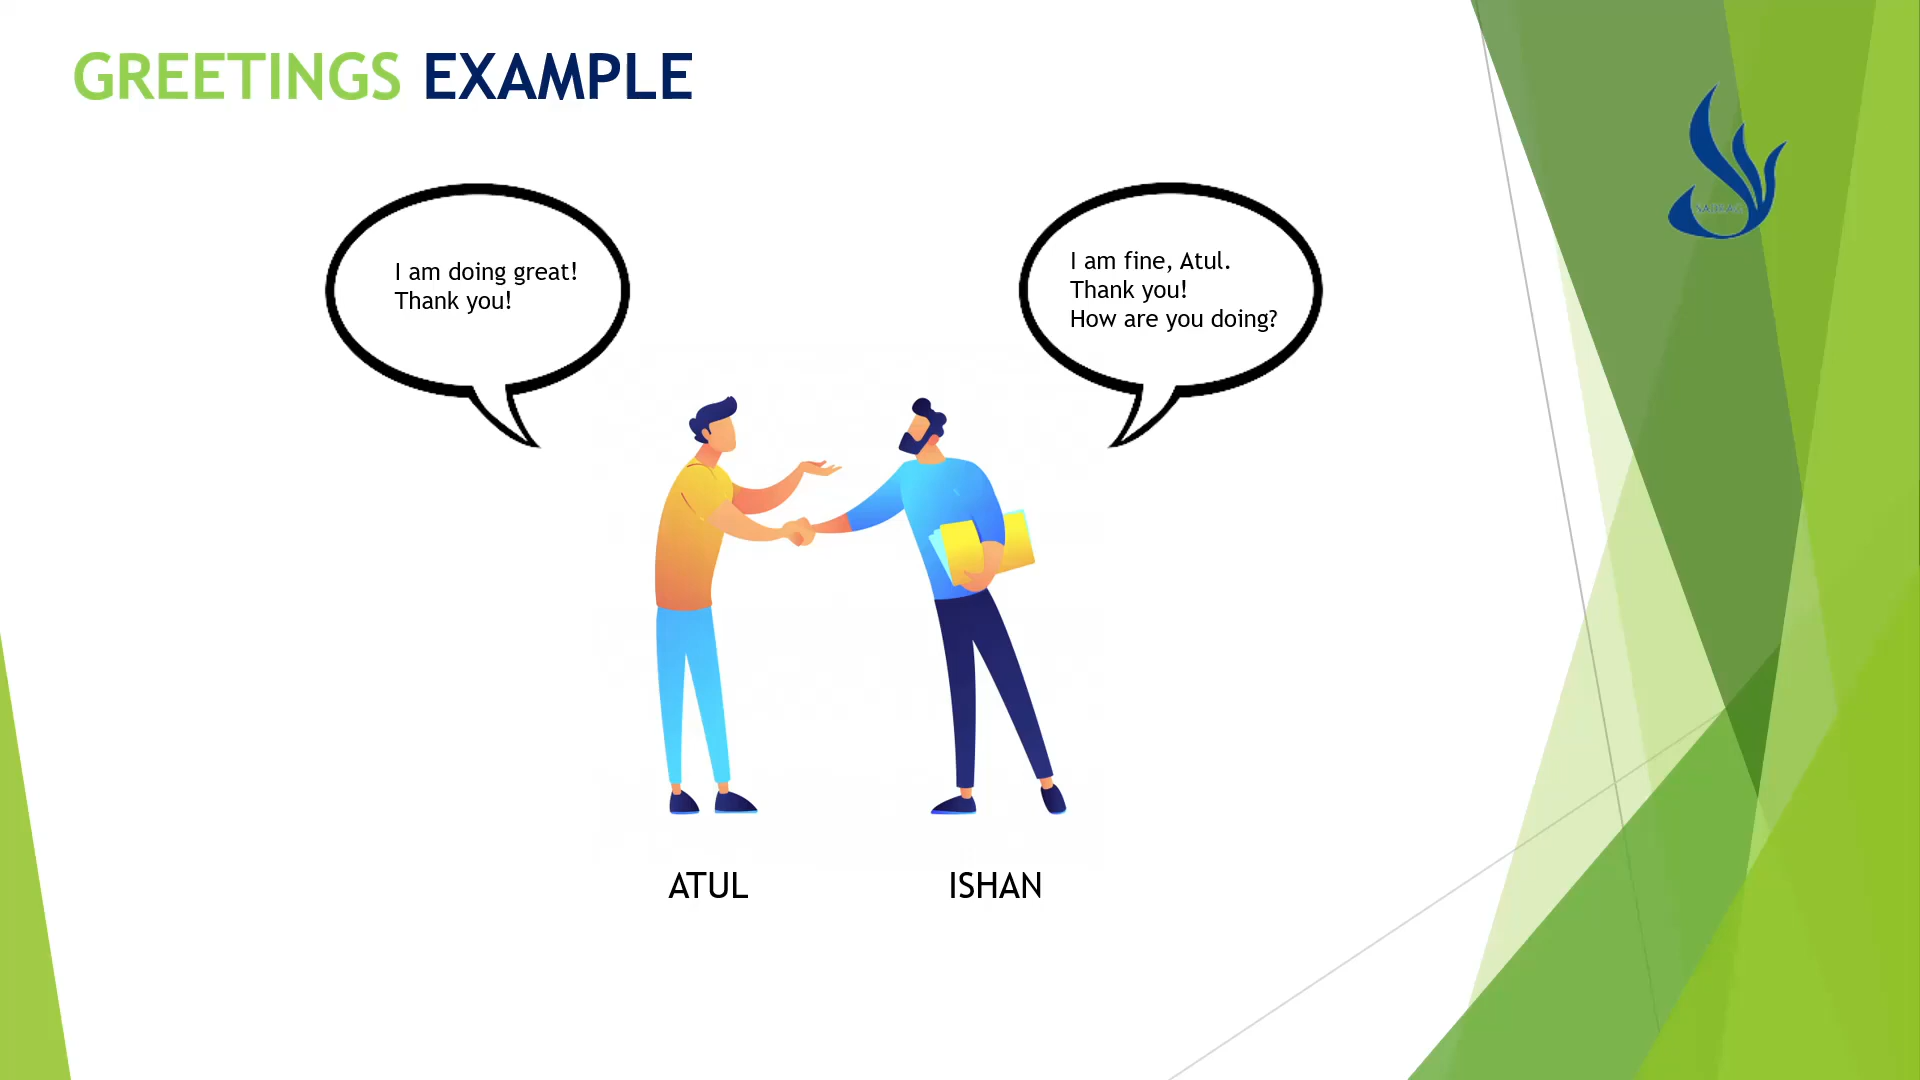 GREETINGS EXAMPLE
I am doing great!
Thank you!
I am fine, Atul.
Thank you!
How are you doing?
ATUL
ISHAN